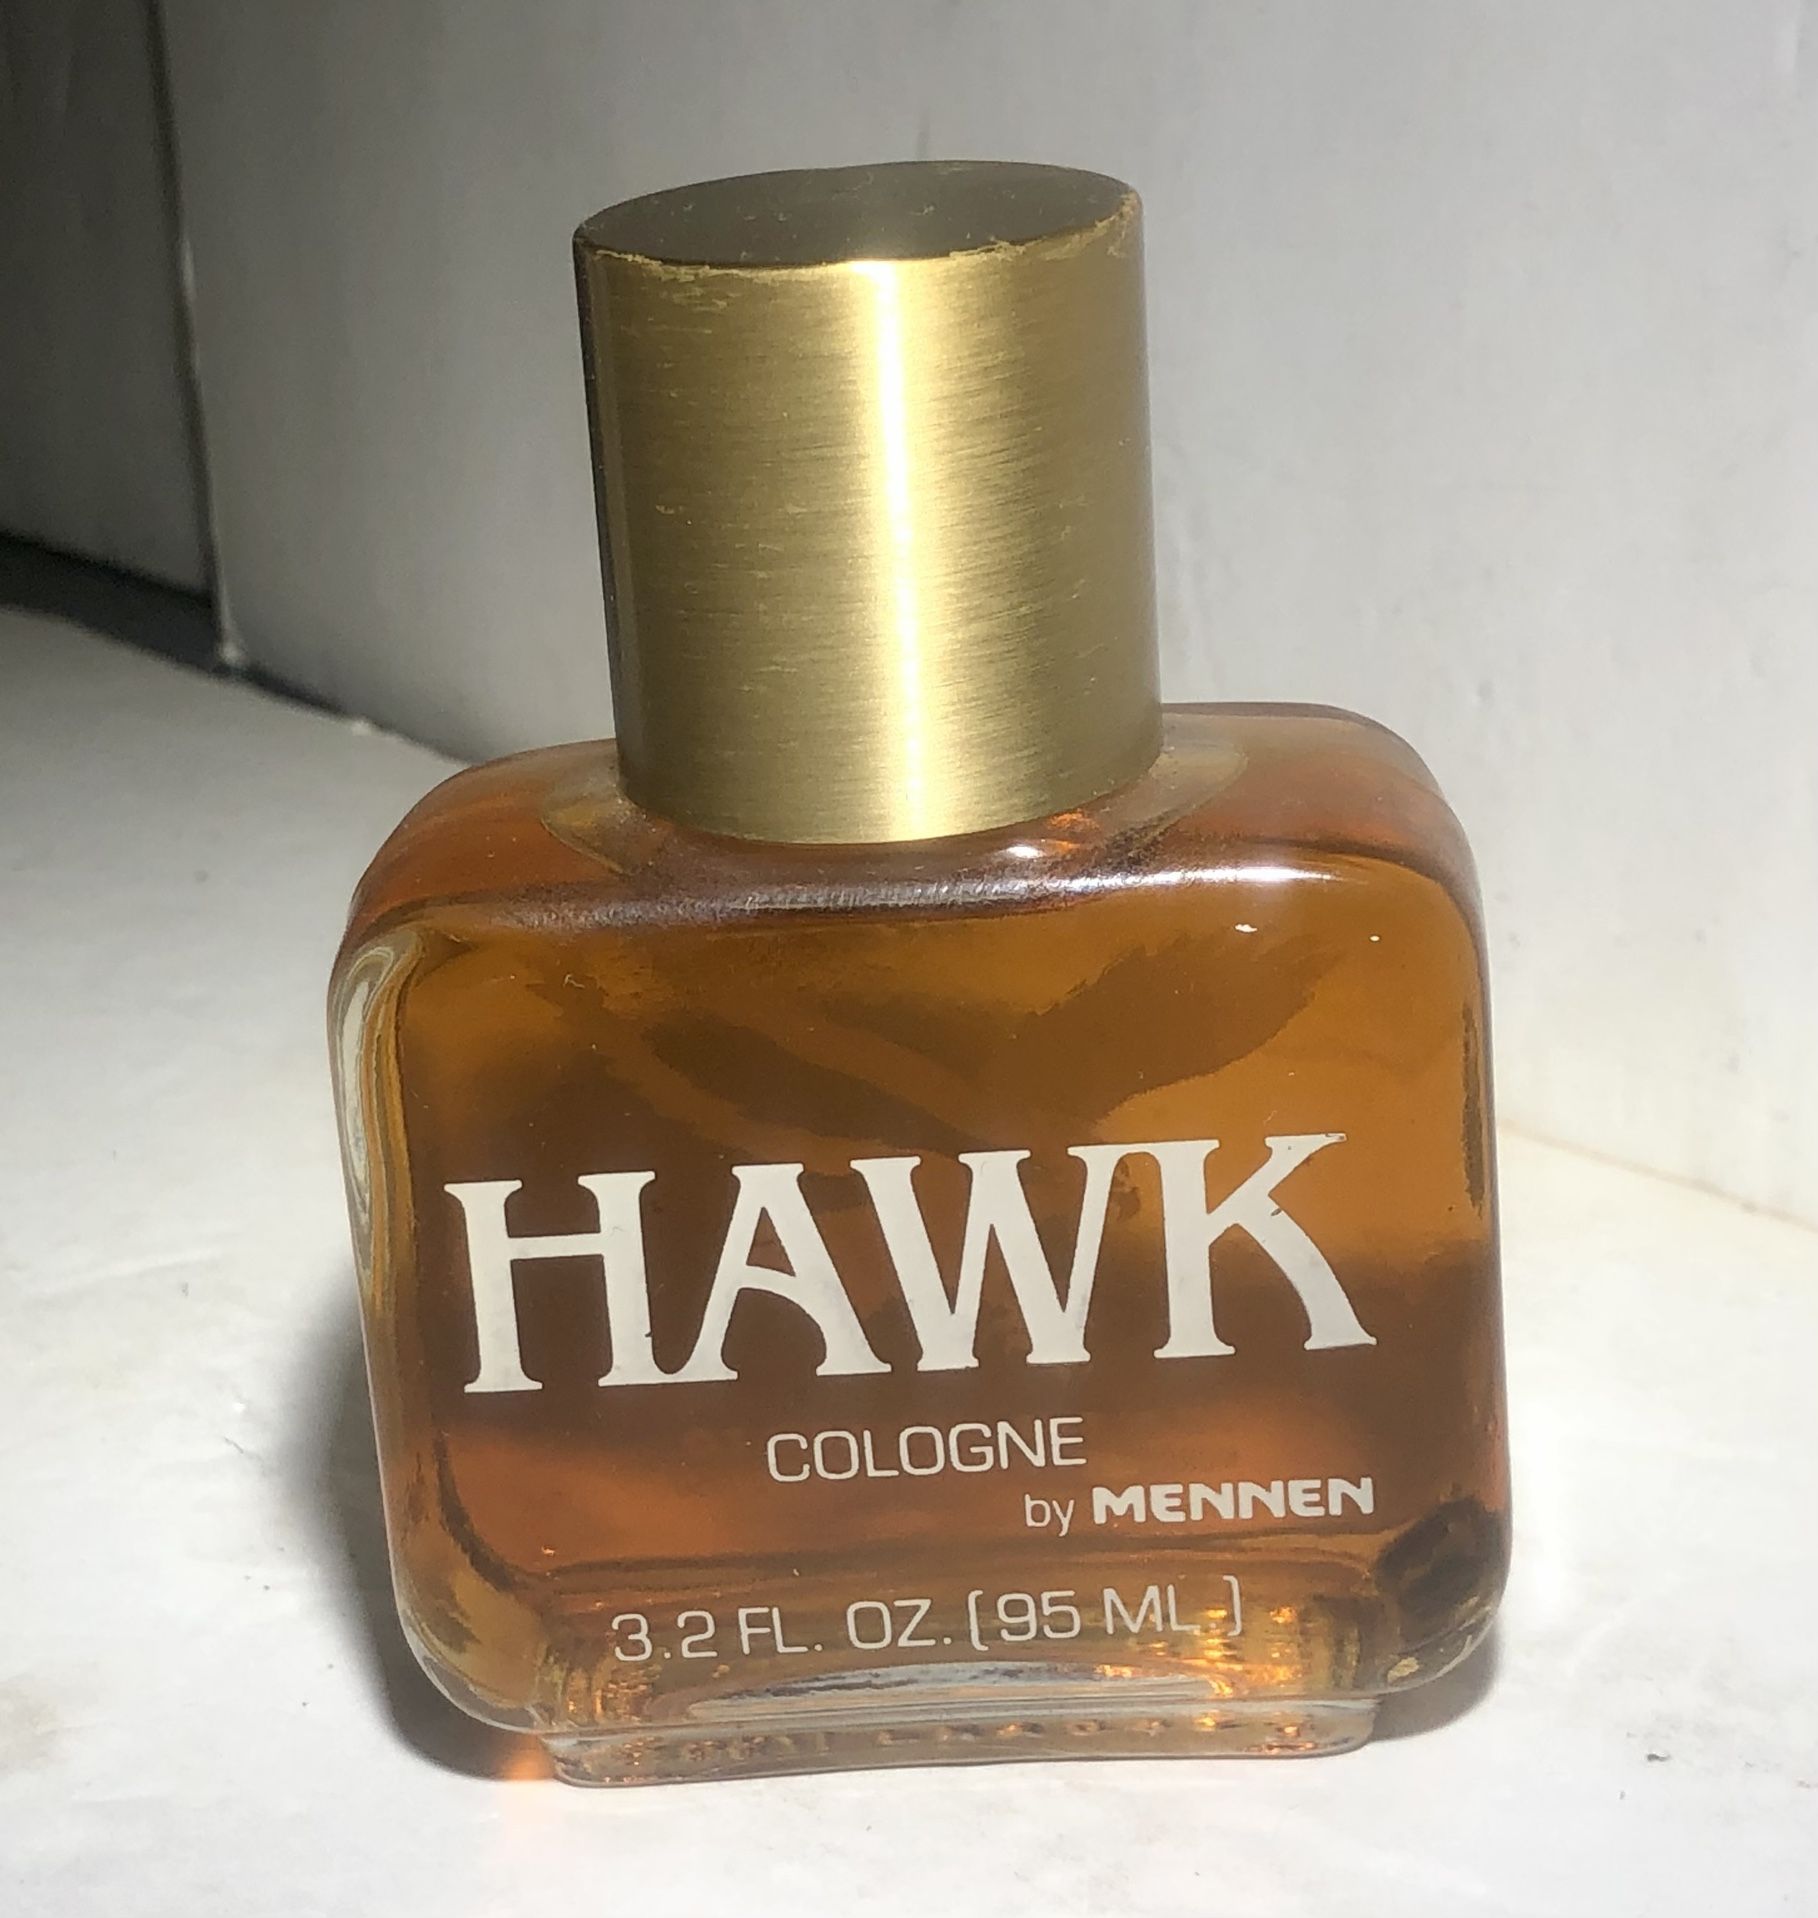 HAWK
COLOGNE
by MENNEN
3.2 FL. OZ. (95 ML.)